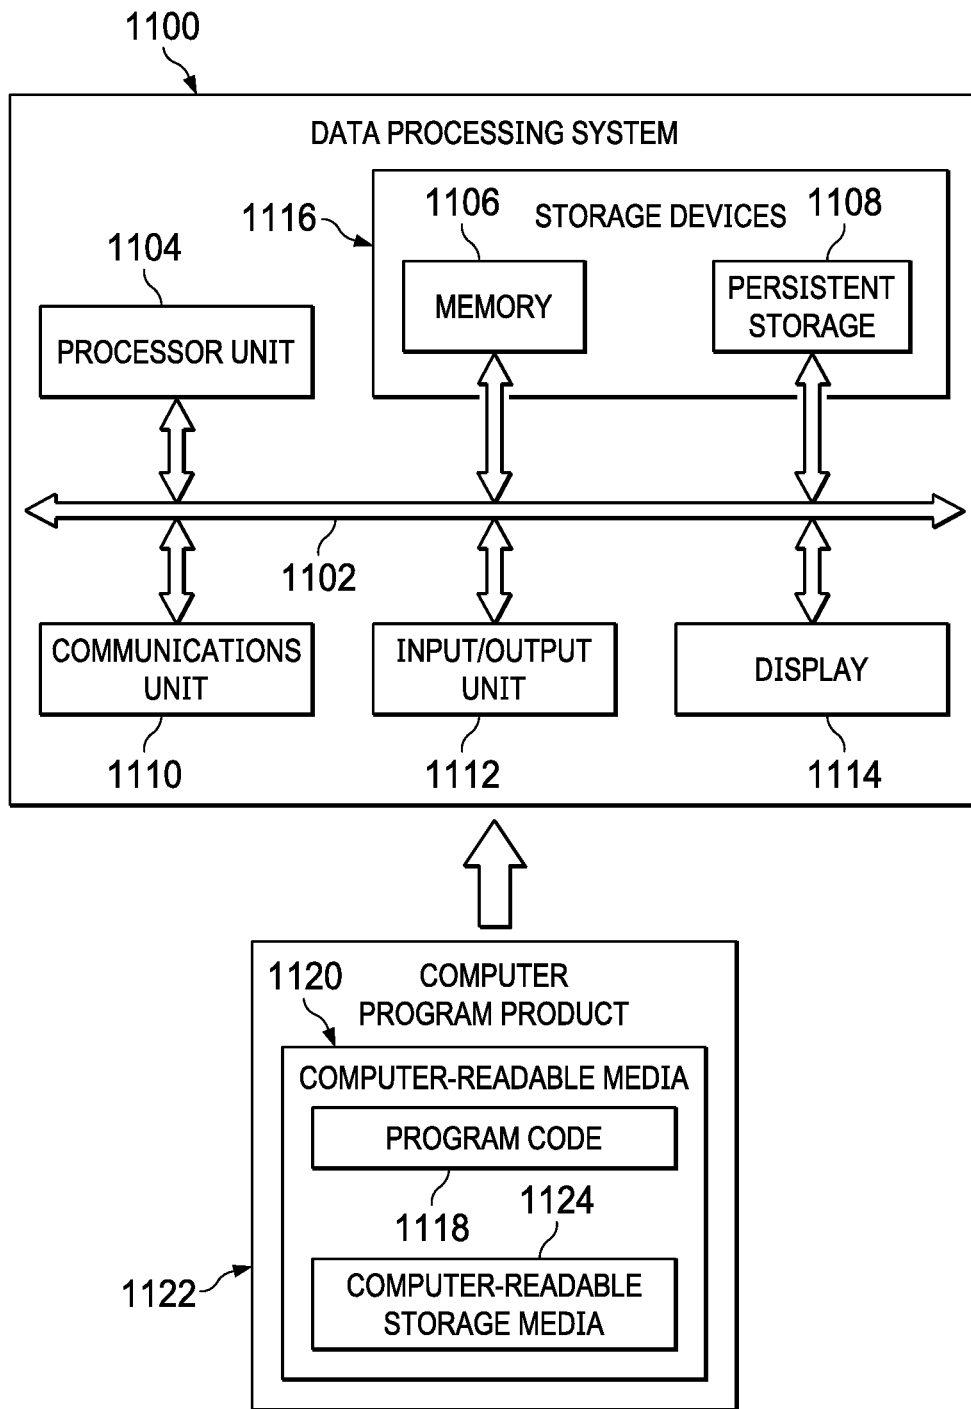 1100
DATA PROCESSING SYSTEM
1116
1106
STORAGE DEVICES
1108
1104
MEMORY
PERSISTENT
STORAGE
PROCESSOR UNIT
1102
COMMUNICATIONS
UNIT
INPUT/OUTPUT
UNIT
DISPLAY
1110
1112
1114
1120
COMPUTER
PROGRAM PRODUCT
COMPUTER-READABLE MEDIA
PROGRAM CODE
1118
1124
1122
COMPUTER-READABLE
STORAGE MEDIA